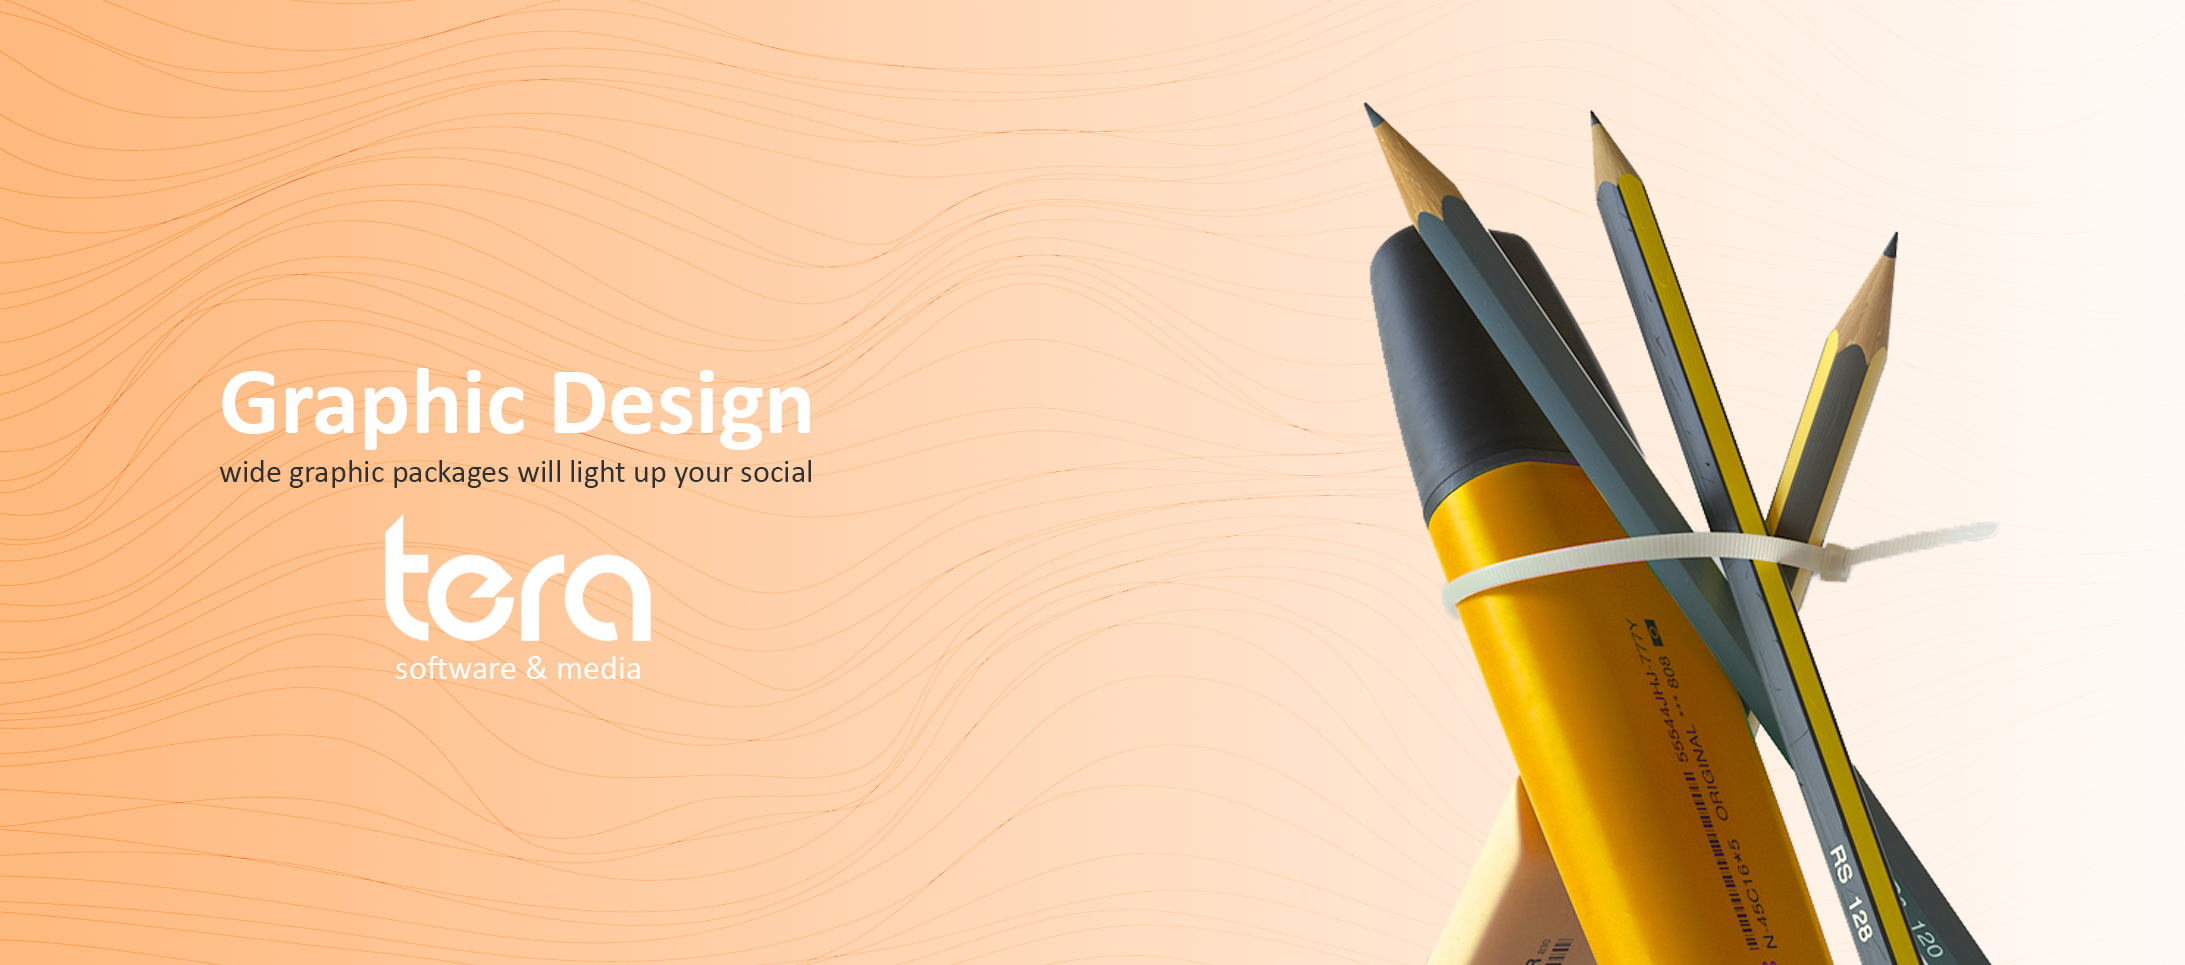 Graphic Design
wide graphic packages will light up your social
tera
software & media
55544JHJ-777Y
ORIGINAL *** 808
N-45C16*5
RS 128
120